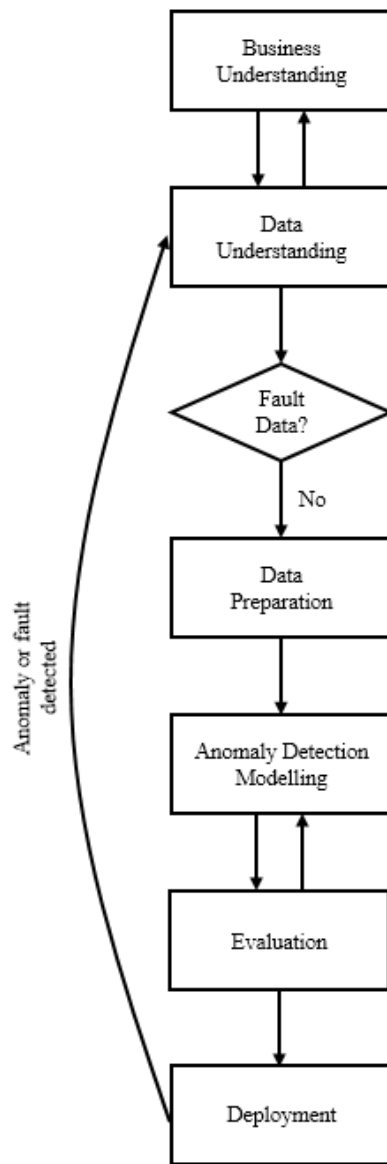 Business
Understanding
Data
Understanding
Fault
Data?
No
Data
Preparation
Anomaly or fault
detected
Anomaly Detection
Modelling
Evaluation
Deployment